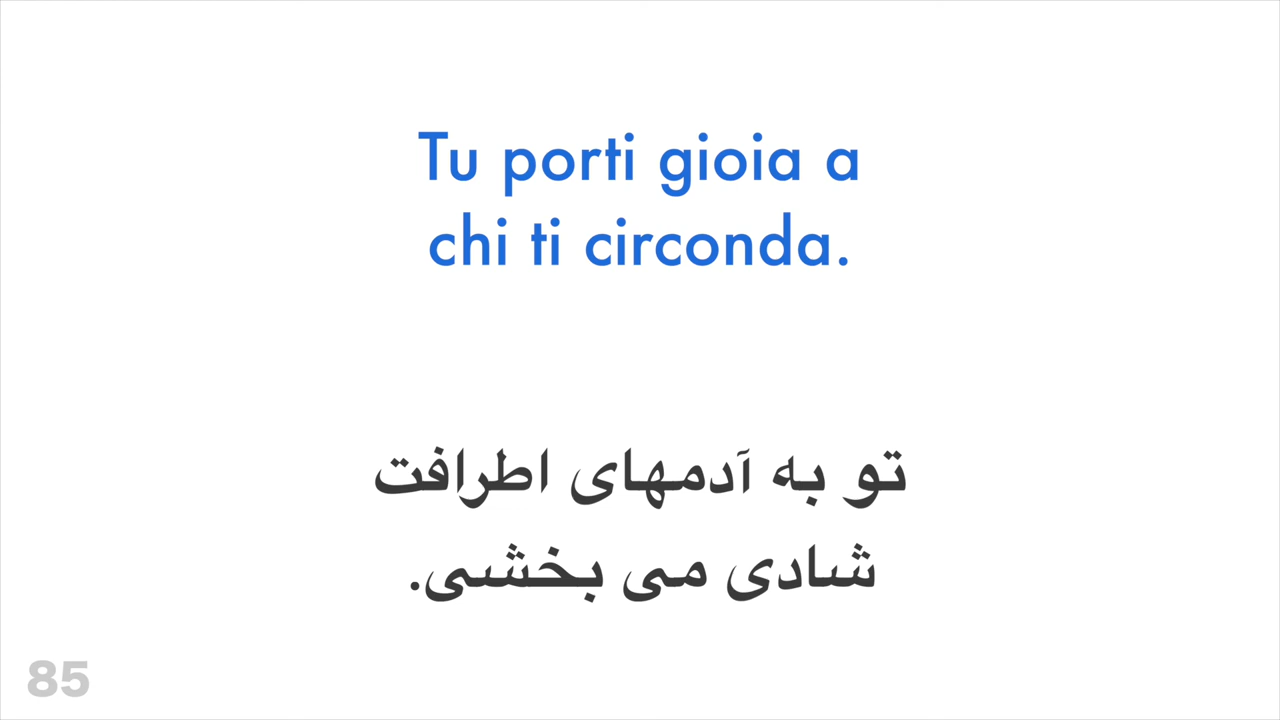 Tu porti gioia a
chi ti circonda.
تو به آدمهای اطرافت
شادی می بخشی.
85